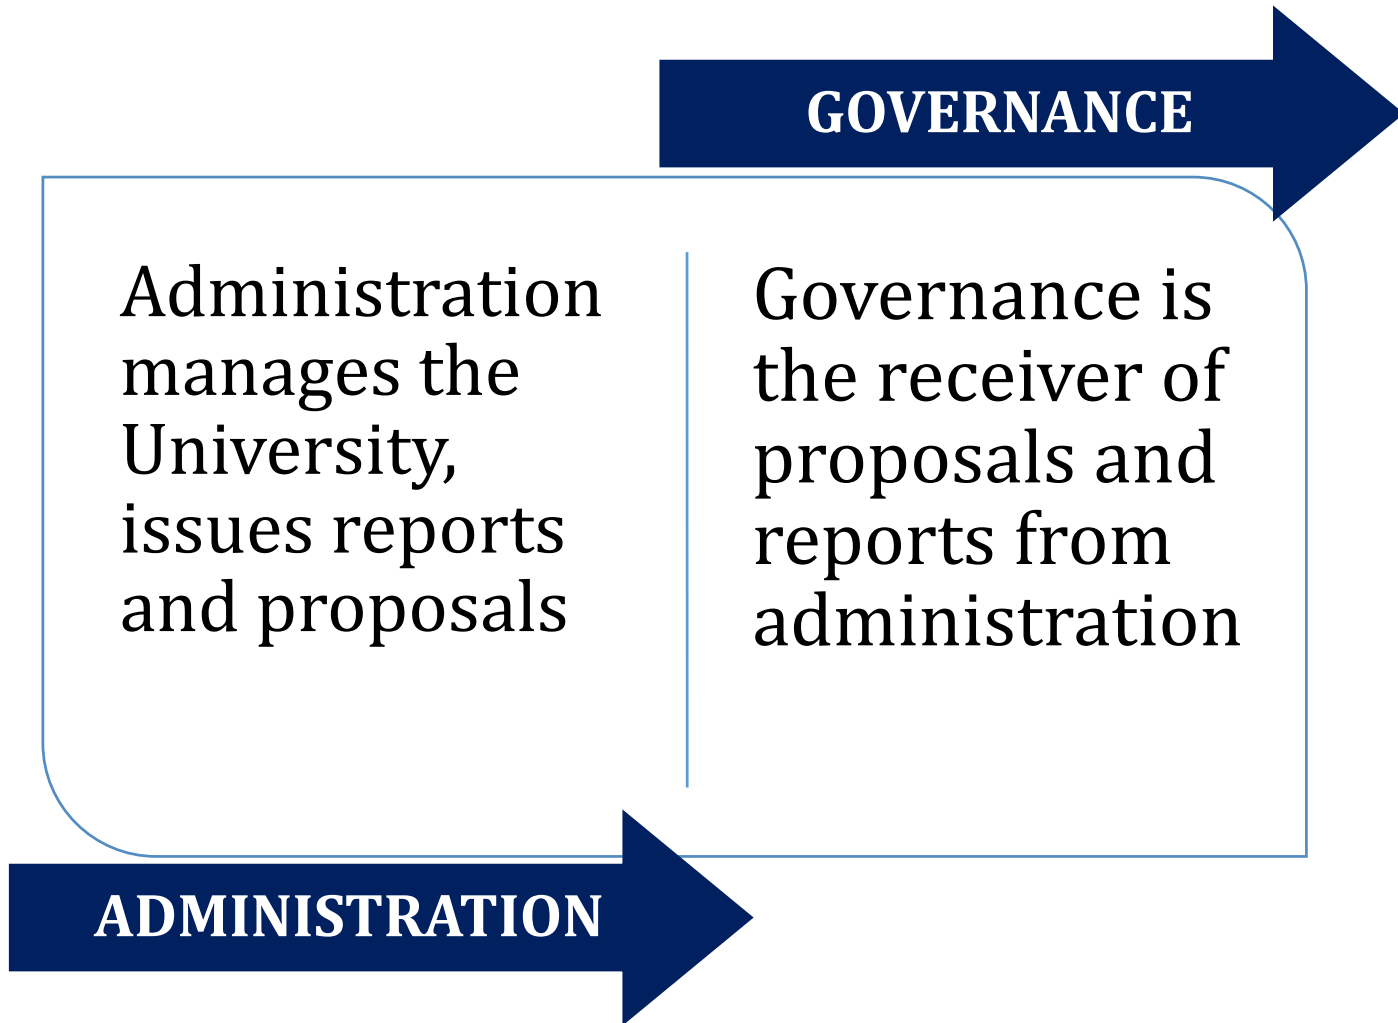 GOVERNANCE
Administration
manages the
University,
issues reports
and proposals
Governance is
the receiver of
proposals and
reports from
administration
ADMINISTRATION